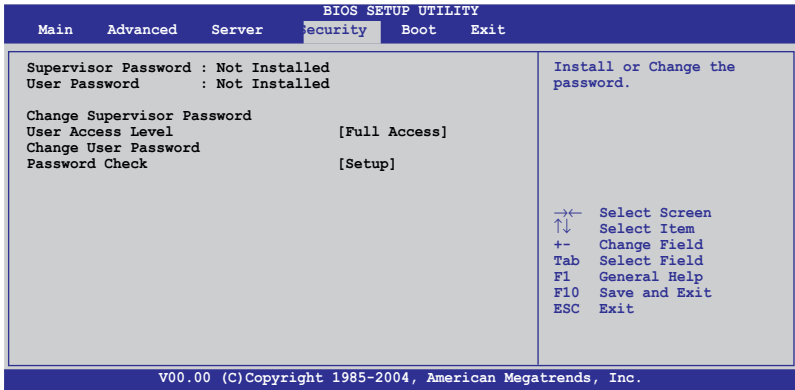 BIOS SETUP UTILITY
Main Advanced Server Security Boot Exit
Supervisor Password : Not Installed
User Password : Not Installed
Change Supervisor Password
User Access Level [Full Access]
Change User Password
Password Check [Setup]
Install or Change the
password.
→← Select Screen
↑↓ Select Item
+- Change Field
Tab Select Field
F1 General Help
F10 Save and Exit
ESC Exit
V00.00 (C)Copyright 1985-2004, American Megatrends, Inc.